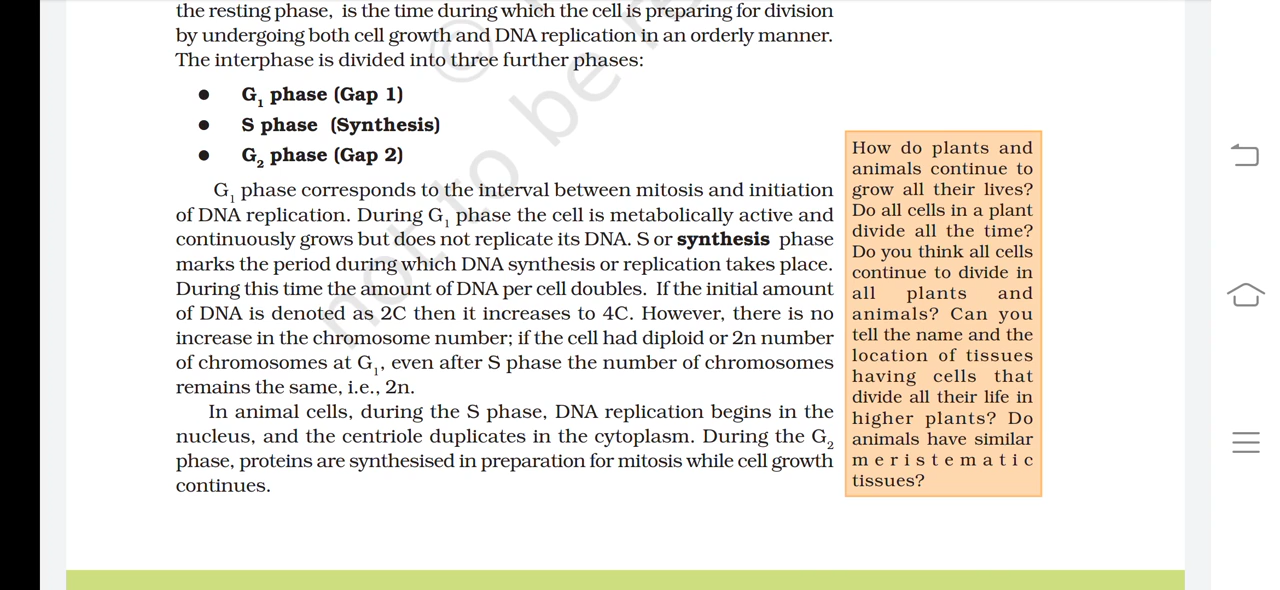 the resting phase, is the time during which the cell is preparing for division
by undergoing both cell growth and DNA replication in an orderly manner.
The interphase is divided into three further phases:
● G₁ phase (Gap 1)
● S phase (Synthesis)
● G₂ phase (Gap 2)
G₁ phase corresponds to the interval between mitosis and initiation
of DNA replication. During G₁ phase the cell is metabolically active and
continuously grows but does not replicate its DNA. S or synthesis phase
marks the period during which DNA synthesis or replication takes place.
During this time the amount of DNA per cell doubles. If the initial amount
of DNA is denoted as 2C then it increases to 4C. However, there is no
increase in the chromosome number; if the cell had diploid or 2n number
of chromosomes at G₁, even after S phase the number of chromosomes
remains the same, i.e., 2n.
In animal cells, during the S phase, DNA replication begins in the
nucleus, and the centriole duplicates in the cytoplasm. During the G₂
phase, proteins are synthesised in preparation for mitosis while cell growth
continues.
How do plants and
animals continue to
grow all their lives?
Do all cells in a plant
divide all the time?
Do you think all cells
continue to divide in
all plants and
animals? Can you
tell the name and the
location of tissues
having cells that
divide all their life in
higher plants? Do
animals have similar
meristematic
tissues?
©
not to be re